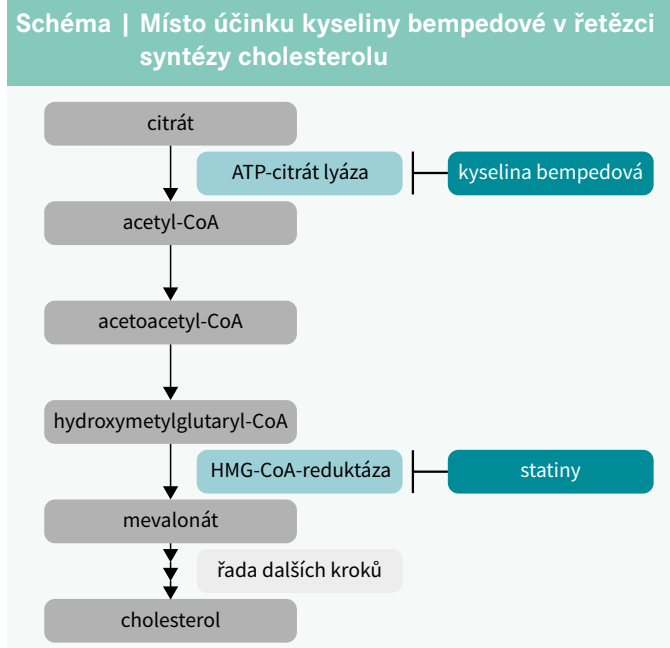 Schéma | Místo účinku kyseliny bempedové v řetězci
syntézy cholesterolu
citrát
ATP-citrát lyáza
kyselina bempedová
acetyl-CoA
acetoacetyl-CoA
hydroxymetylglutaryl-CoA
HMG-CoA-reduktáza
statiny
mevalonát
řada dalších kroků
cholesterol